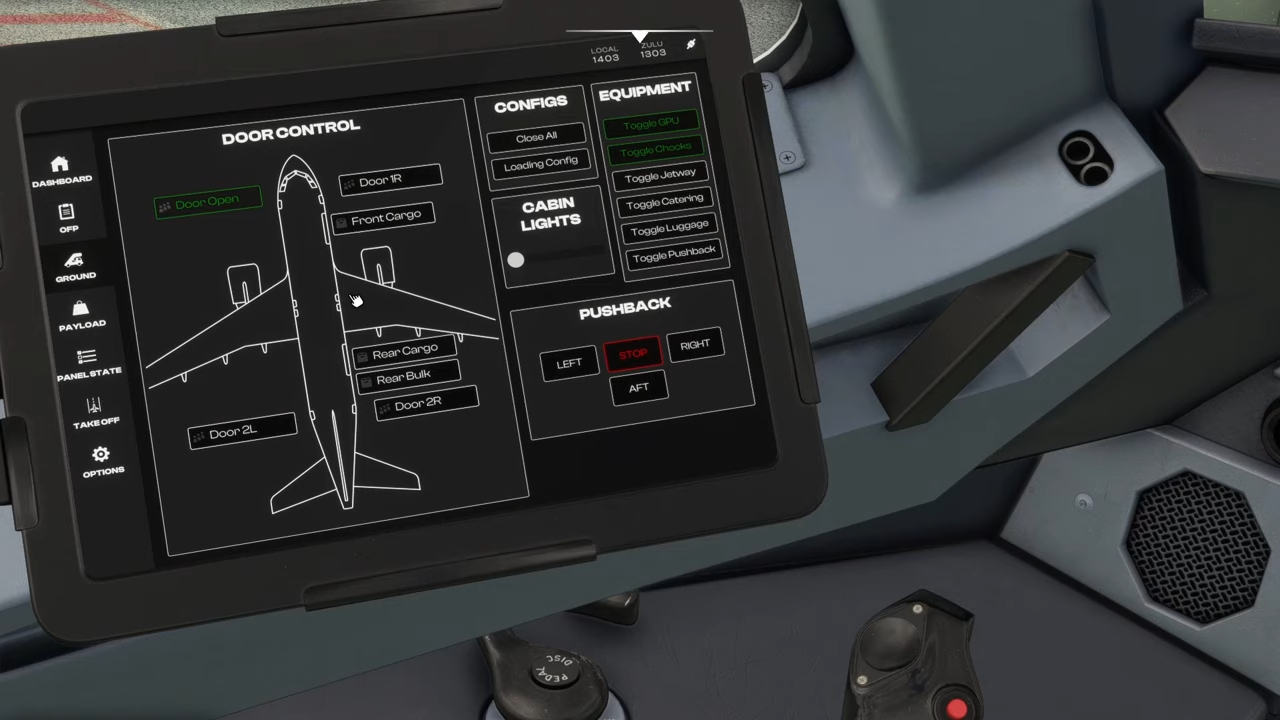 LOCAL
1403
ZULU
1303
DASHBOARD
OFP
GROUND
PAYLOAD
PANEL STATE
TAKE OFF
OPTIONS
DOOR CONTROL
Door Open
Door 1R
Front Cargo
Rear Cargo
Rear Bulk
Door 2R
Door 2L
CONFIGS
Close All
Loading Config
CABIN
LIGHTS
EQUIPMENT
Toggle GPU
Toggle Chocks
Toggle Jetway
Toggle Catering
Toggle Luggage
Toggle Pushback
PUSHBACK
LEFT
STOP
RIGHT
AFT
PEDAL
DISC